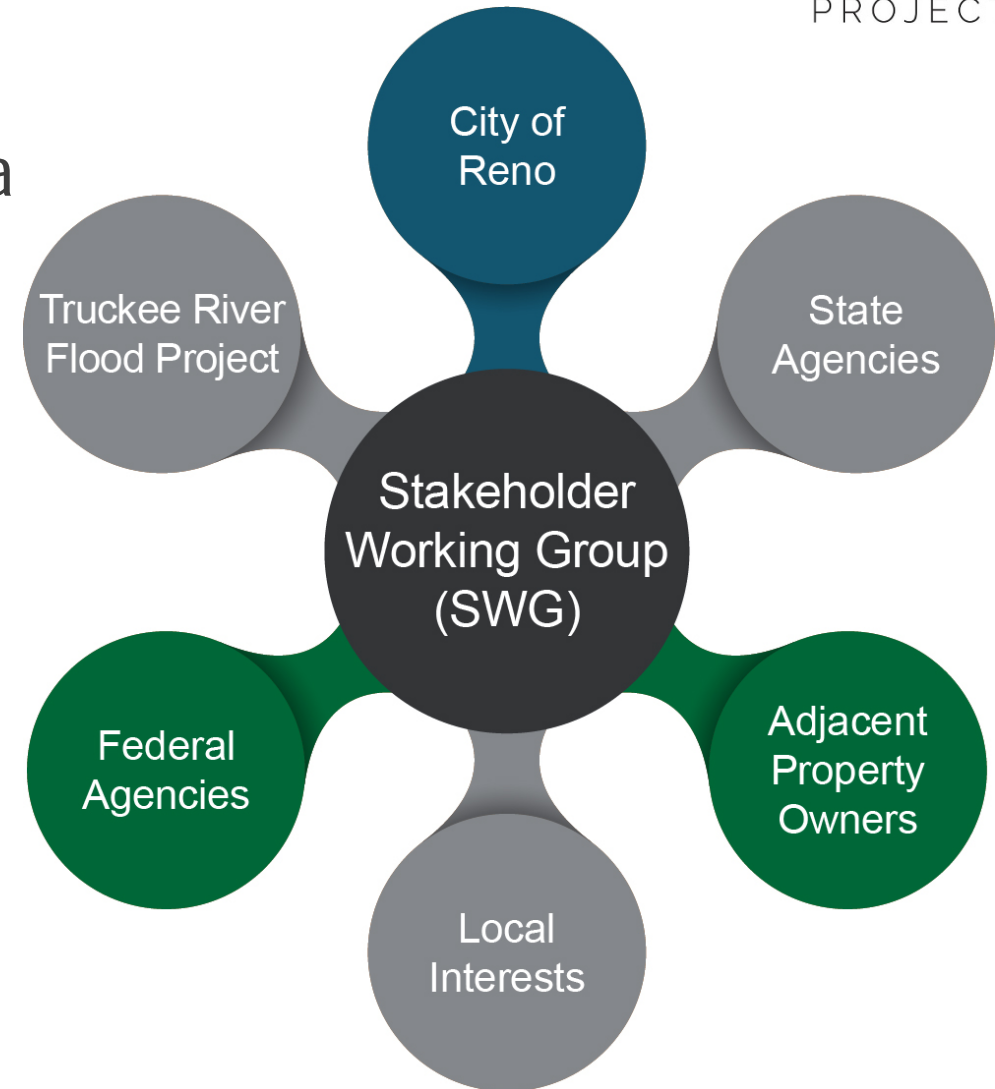 PROJEC
City of
Reno
a
Truckee River
Flood Project
State
Agencies
Stakeholder
Working Group
(SWG)
Federal
Agencies
Adjacent
Property
Owners
Local
Interests